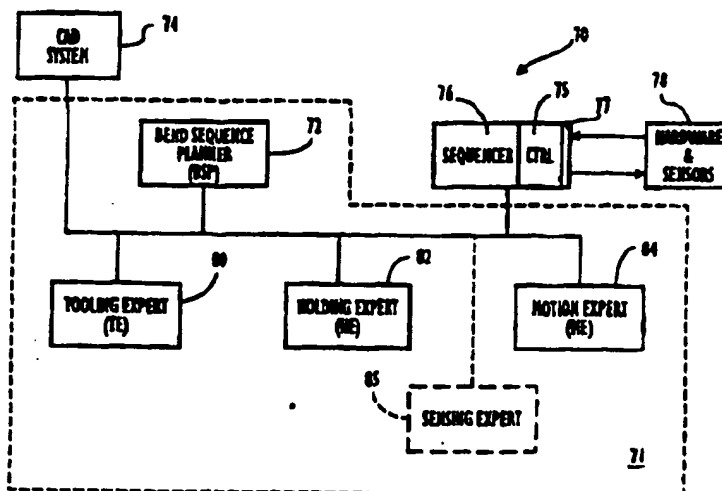 CAD
SYSTEM
74
70
76
75
77
78
SEQUENCER
CTRL
HARDWARE
&
SENSORS
BEND SEQUENCE
PLANNER
(BSP)
72
80
82
84
TOOLING EXPERT
(TE)
HOLDING EXPERT
(HE)
MOTION EXPERT
(ME)
85
SENSING EXPERT
71